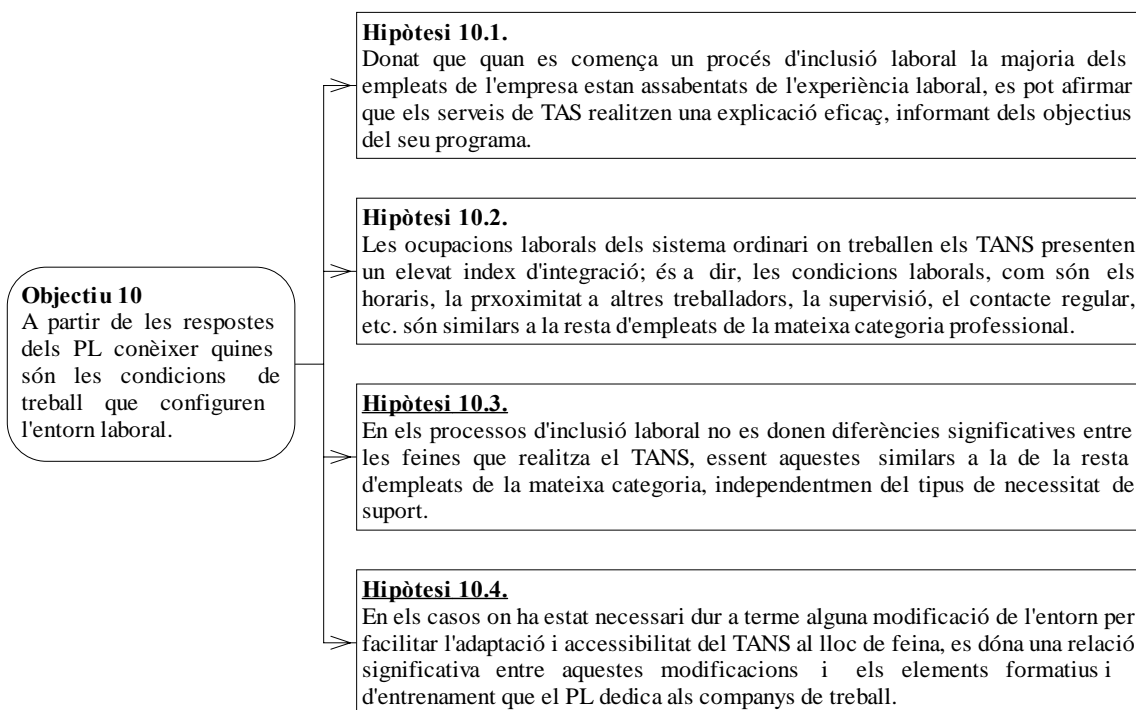 Hipòtesi 10.1.
Donat que quan es comença un procés d'inclusió laboral la majoria dels
empleats de l'empresa estan assabentats de l'experiència laboral, es pot afirmar
que els serveis de TAS realitzen una explicació eficaç, informant dels objectius
del seu programa.
Hipòtesi 10.2.
Les ocupacions laborals dels sistema ordinari on treballen els TANS presenten
un elevat index d'integració; és a dir, les condicions laborals, com són els
horaris, la prxoximitat a altres treballadors, la supervisió, el contacte regular,
etc. són similars a la resta d'empleats de la mateixa categoria professional.
Objectiu 10
A partir de les respostes
dels PL conèixer quines
són les condicions de
treball que configuren
l'entorn laboral.
Hipòtesi 10.3.
En els processos d'inclusió laboral no es donen diferències significatives entre
les feines que realitza el TANS, essent aquestes similars a la de la resta
d'empleats de la mateixa categoria, independentmen del tipus de necessitat de
suport.
Hipòtesi 10.4.
En els casos on ha estat necessari dur a terme alguna modificació de l'entorn per
facilitar l'adaptació i accessibilitat del TANS al lloc de feina, es dóna una relació
significativa entre aquestes modificacions i els elements formatius i
d'entrenament que el PL dedica als companys de treball.